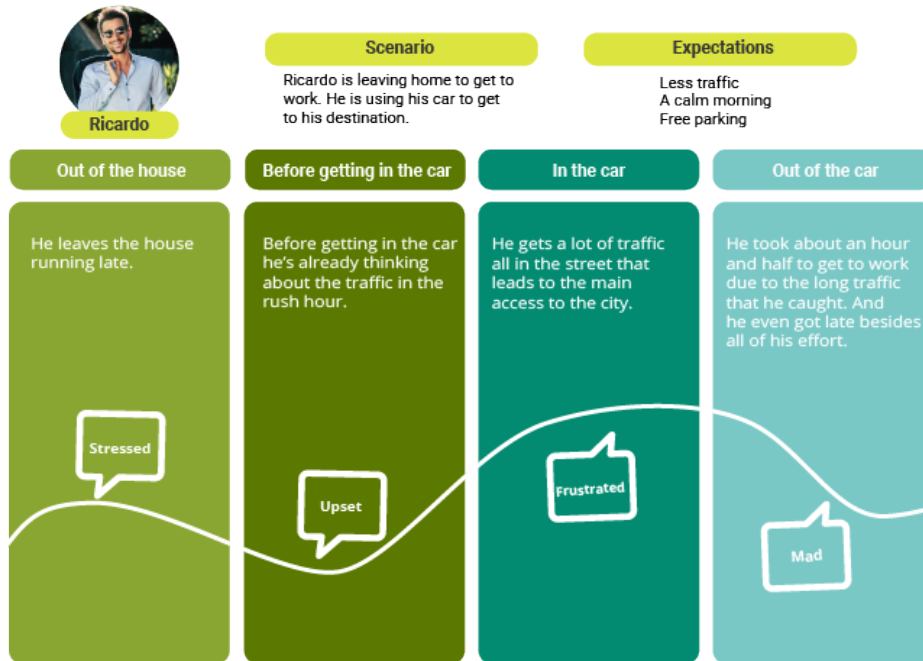 Ricardo
Scenario
Ricardo is leaving home to get to
work. He is using his car to get
to his destination.
Expectations
Less traffic
A calm morning
Free parking
Out of the house
Before getting in the car
In the car
Out of the car
He leaves the house
running late.
Before getting in the car
he's already thinking
about the traffic in the
rush hour.
He gets a lot of traffic
all in the street that
leads to the main
access to the city.
He took about an hour
and half to get to work
due to the long traffic
that he caught. And
he even got late besides
all of his effort.
Stressed
Upset
Frustrated
Mad